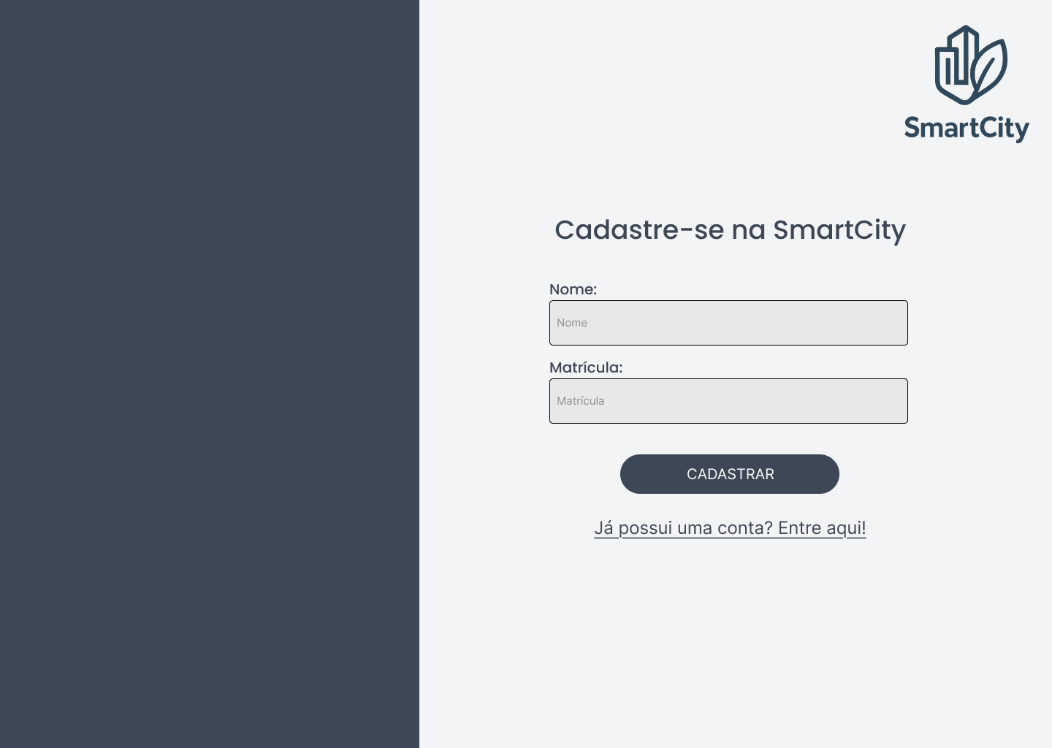 SmartCity
Cadastre-se na SmartCity
Nome:
Nome
Matrícula:
Matrícula
CADASTRAR
Já possui uma conta? Entre aqui!